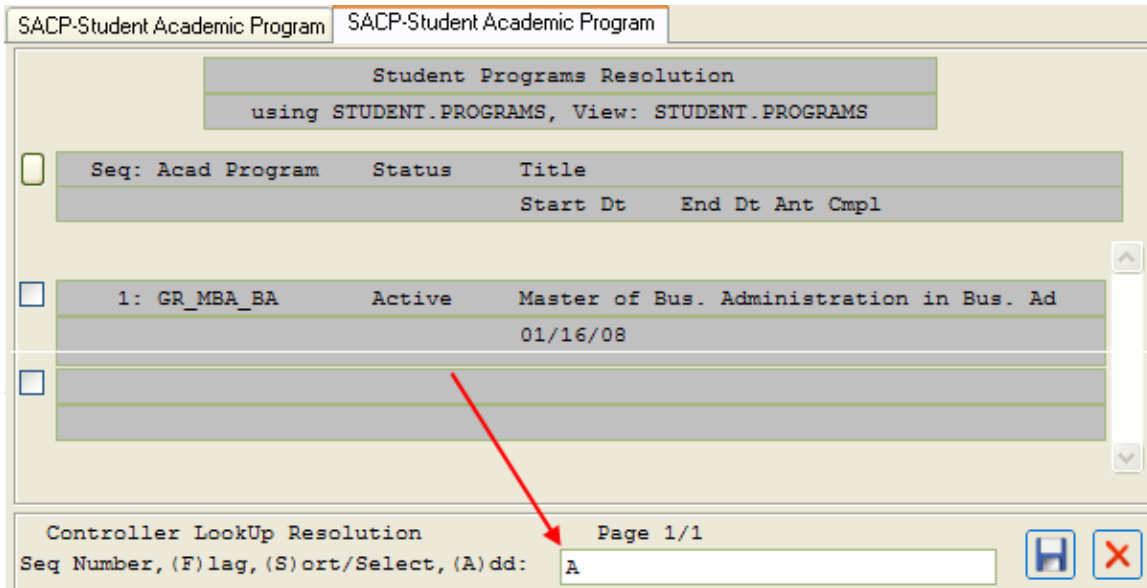 SACP-Student Academic Program SACP-Student Academic Program
Student Programs Resolution
using STUDENT.PROGRAMS, View: STUDENT.PROGRAMS
Seq: Acad Program Status Title
Start Dt End Dt Ant Cmpl
1: GR_MBA_BA Active Master of Bus. Administration in Bus. Ad
01/16/08
Controller LookUp Resolution Page 1/1
Seq Number,(F)lag,(S)ort/Select,(A)dd: A